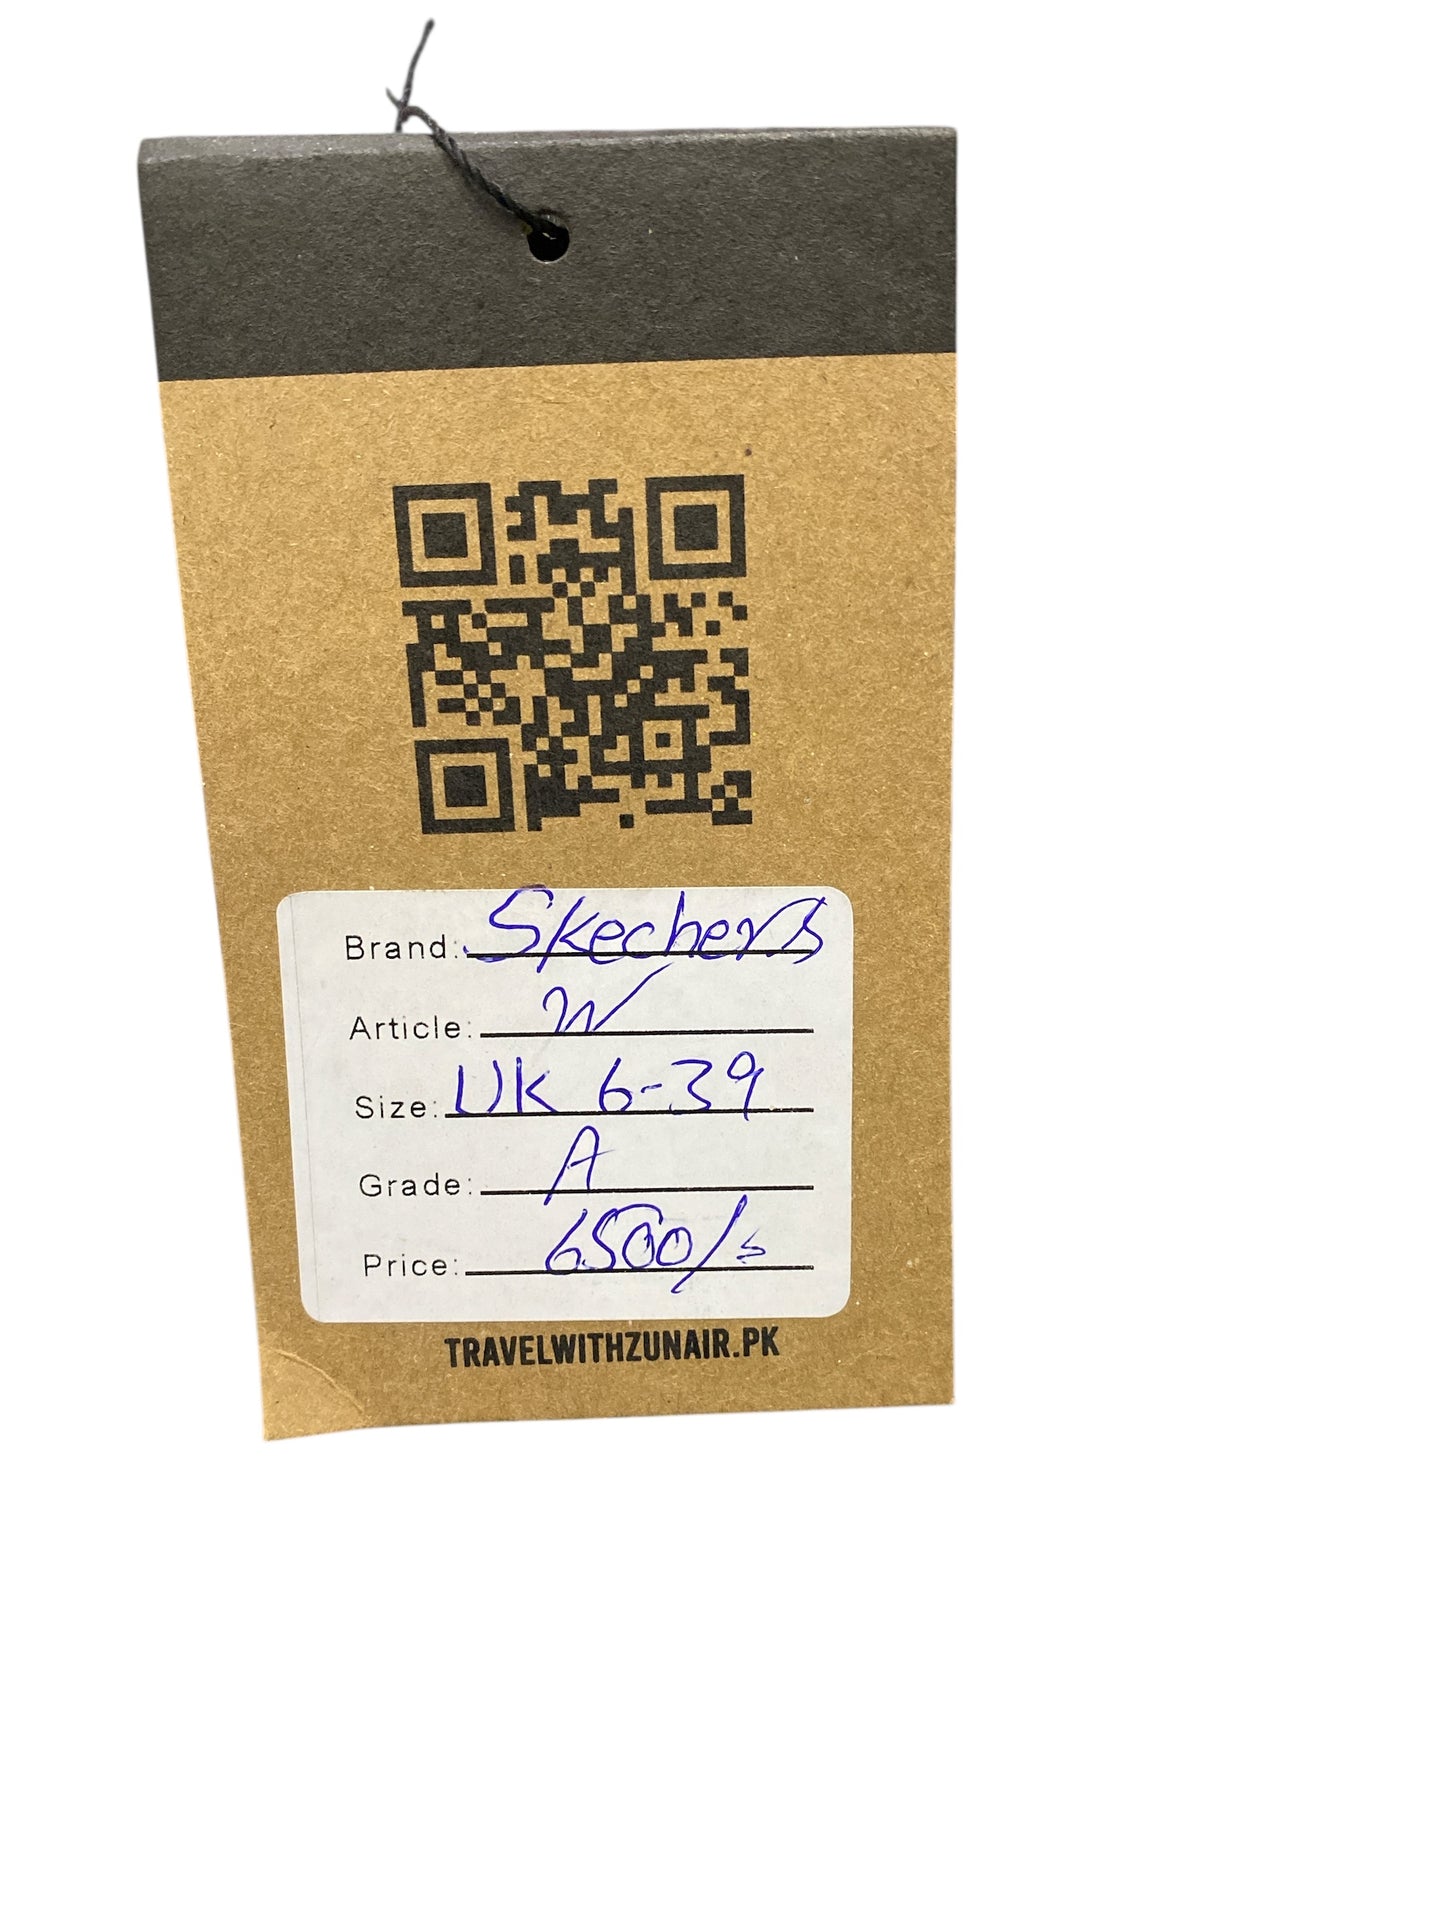 Brand: Skechers
Article: W
Size: UK 6-39
Grade: A
Price: 6500/s
TRAVELWITHZUNAIR.PK